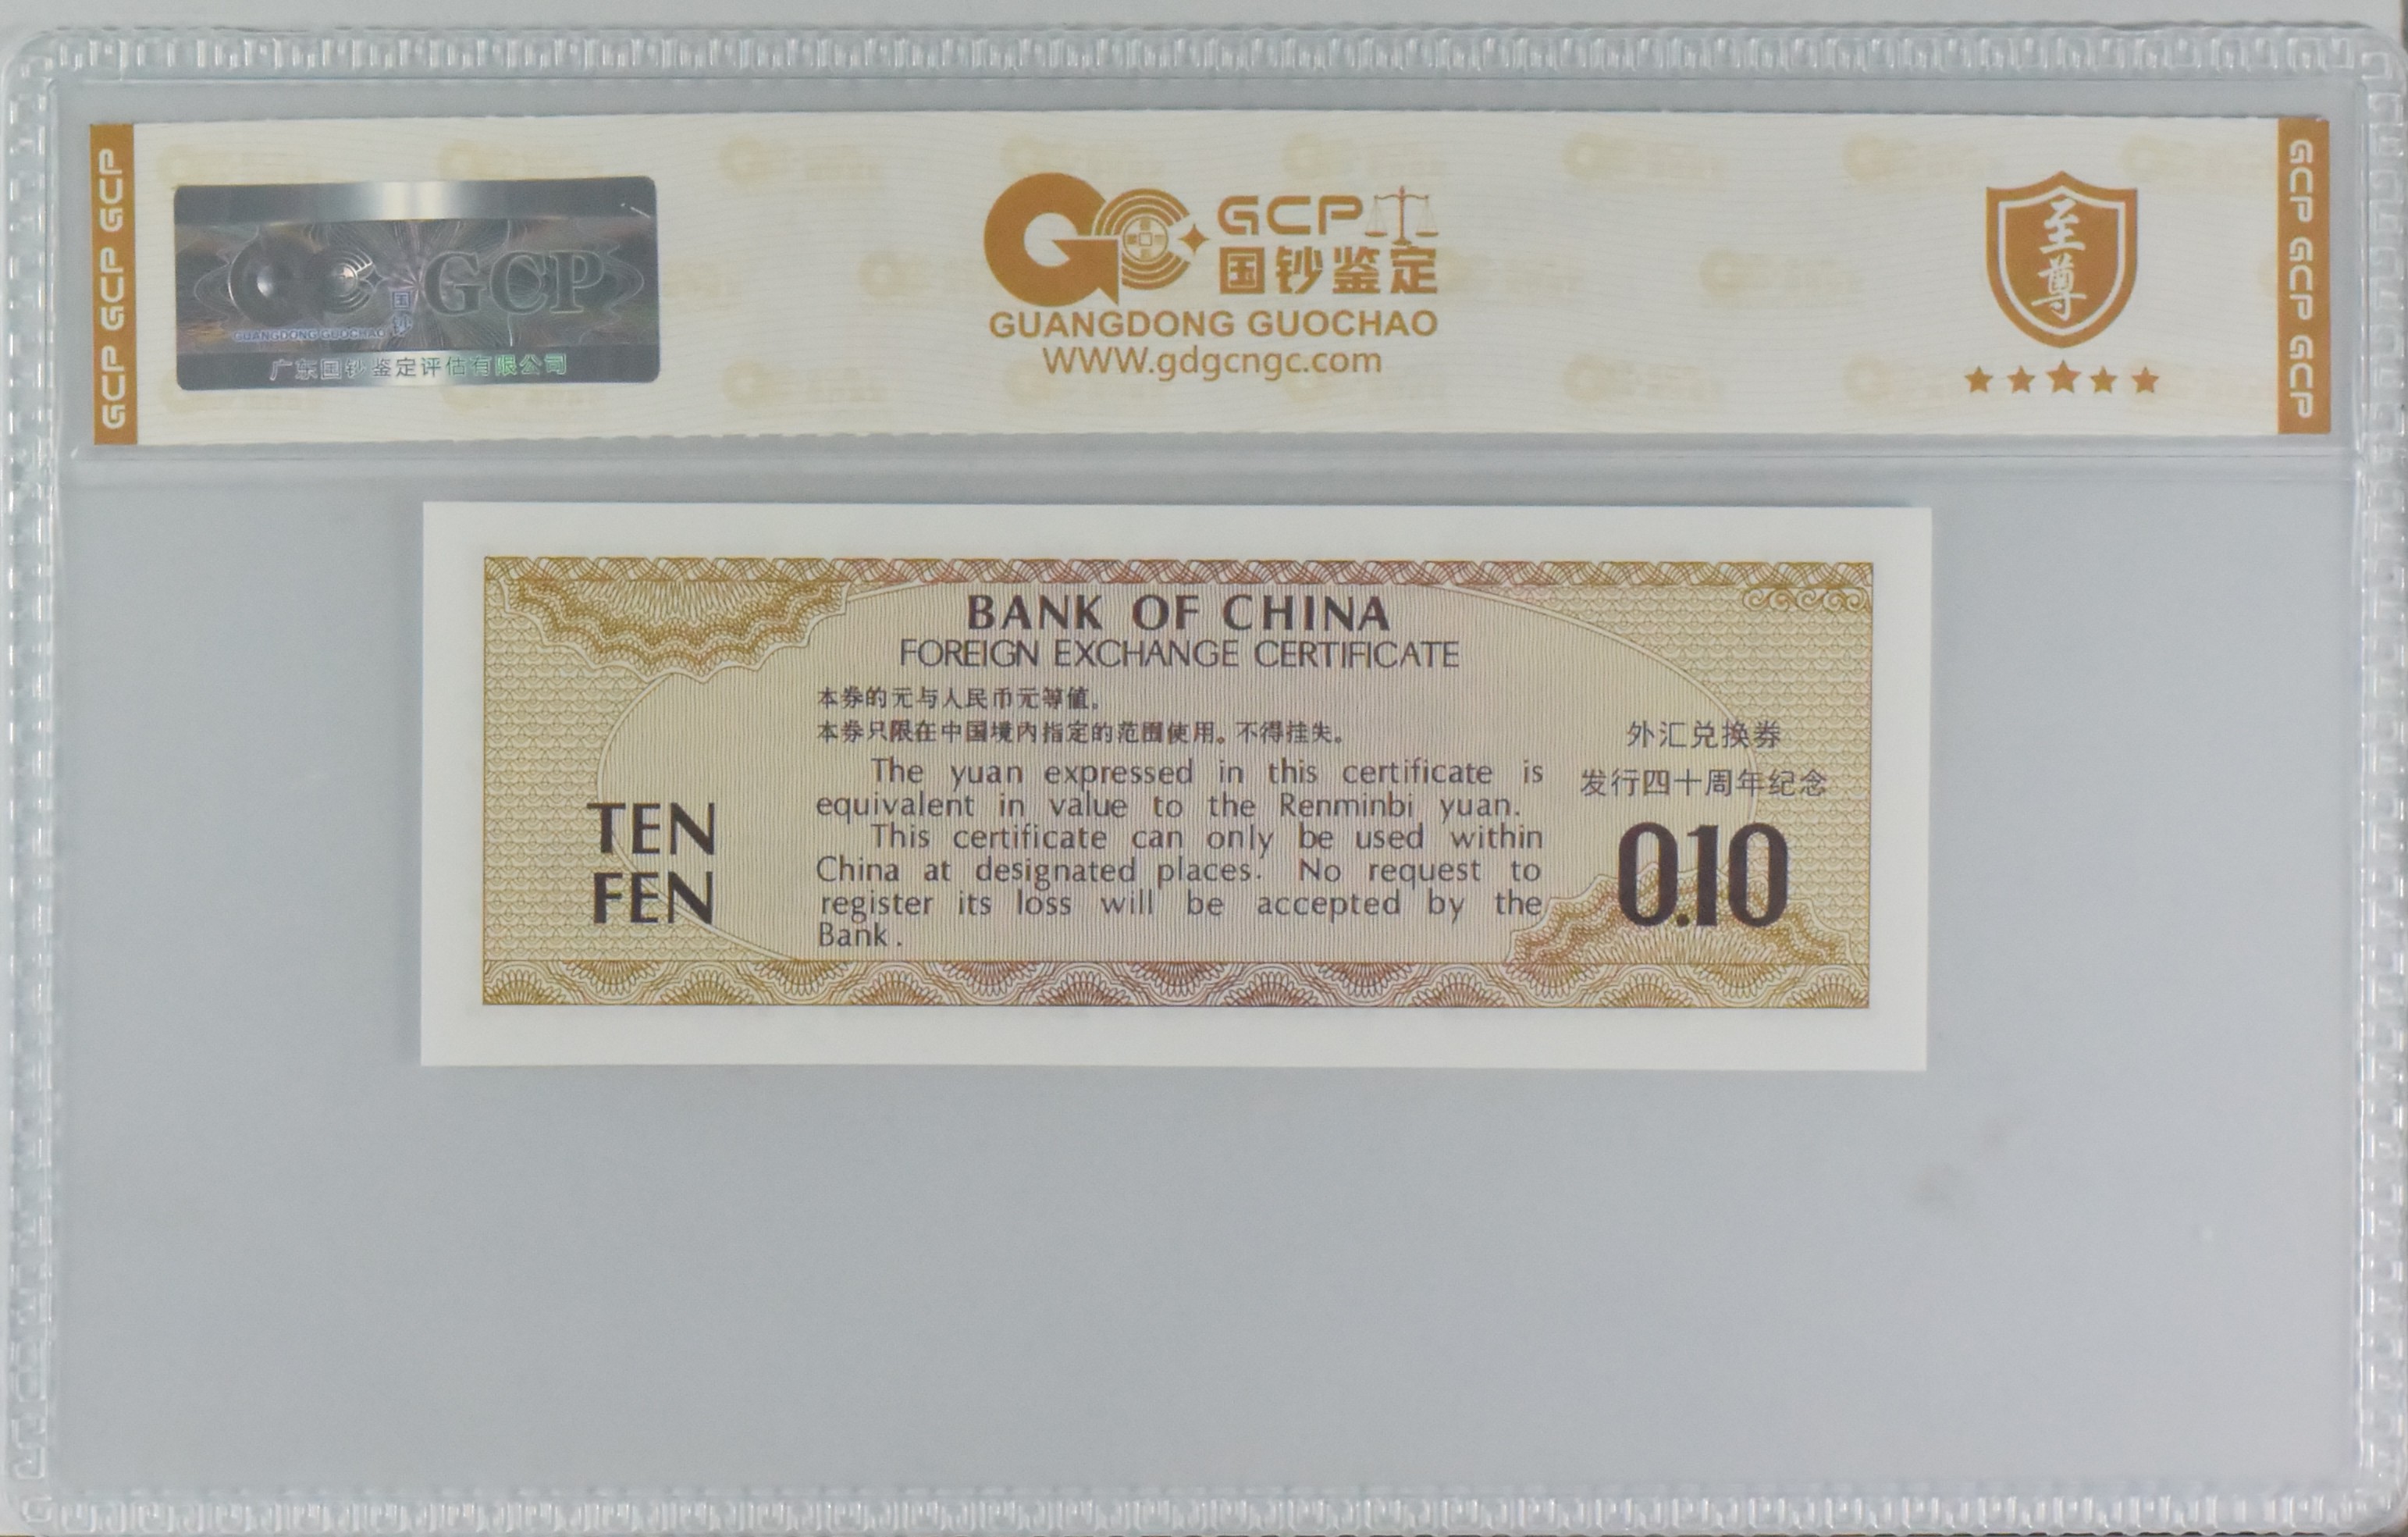 GCP GCP GCP
GUANGDONG GUOCHAO
国钞
GCP
广东国钞鉴定评估有限公司
GCP
国钞鉴定
GUANGDONG GUOCHAO
WWW.gdgcngc.com
至尊
GCP GCP GCP
BANK OF CHINA
FOREIGN EXCHANGE CERTIFICATE
本券的元与人民币元等值。
本券只限在中国境内指定的范围使用。不得挂失。
The yuan expressed in this certificate is
equivalent in value to the Renminbi yuan.
This certificate can only be used within
China at designated places. No request to
register its loss will be accepted by the
Bank.
TEN
FEN
外汇兑换券
发行四十周年纪念
0.10